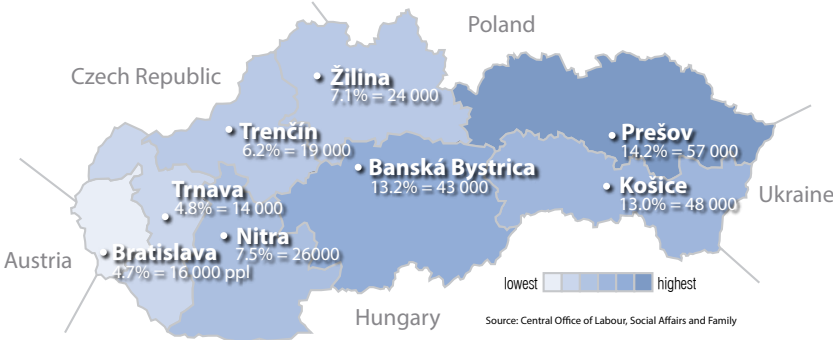 Poland
Czech Republic
Žilina
7.1% = 24 000
Trenčín
6.2% = 19 000
Prešov
14.2% = 57 000
Banská Bystrica
13.2% = 43 000
Košice
13.0% = 48 000
Ukraine
Trnava
4.8% = 14 000
Nitra
7.5% = 26000
Bratislava
4.7% = 16 000 ppl
Austria
lowest
highest
Hungary
Source: Central Office of Labour, Social Affairs and Family